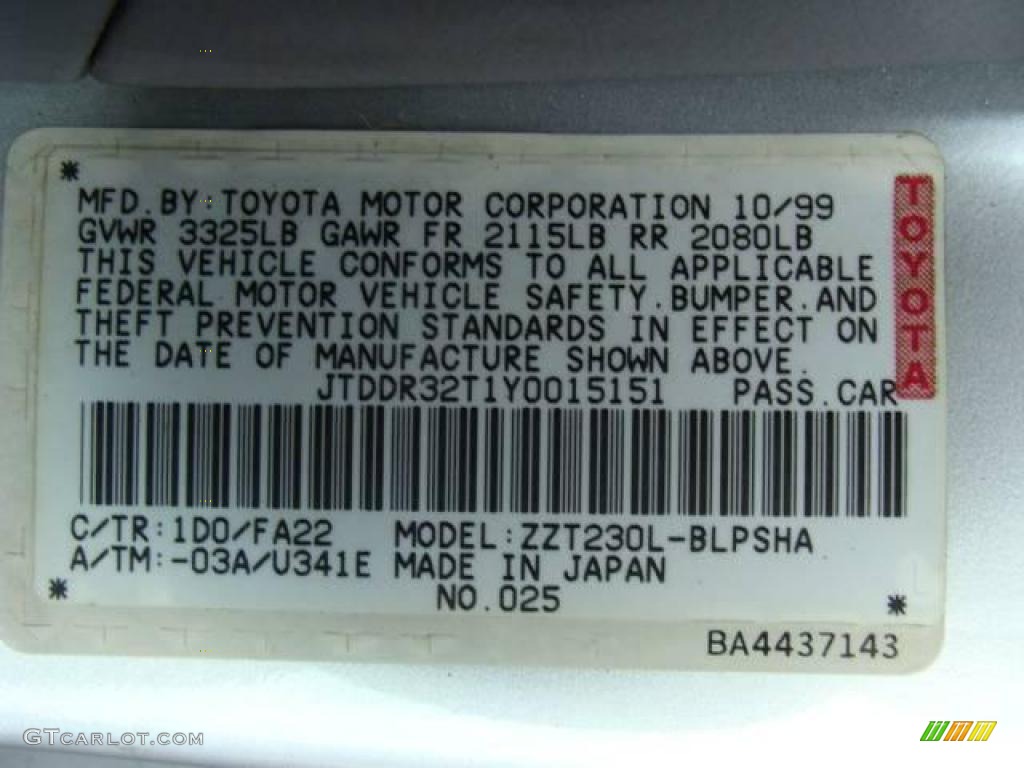 MFD. BY: TOYOTA MOTOR CORPORATION 10/99
GVWR 3325LB GAWR FR 2115LB RR 2080LB
THIS VEHICLE CONFORMS TO ALL APPLICABLE
FEDERAL MOTOR VEHICLE SAFETY. BUMPER. AND
THEFT PREVENTION STANDARDS IN EFFECT ON
THE DATE OF MANUFACTURE SHOWN ABOVE.
JTDDR32T1Y0015151 PASS. CAR
TOYOTA
C/TR: 1D0/FA22 MODEL: ZZT230L-BLPSHA
A/TM:-03A/U341E MADE IN JAPAN
NO. 025
BA4437143
GTCARLOT.COM